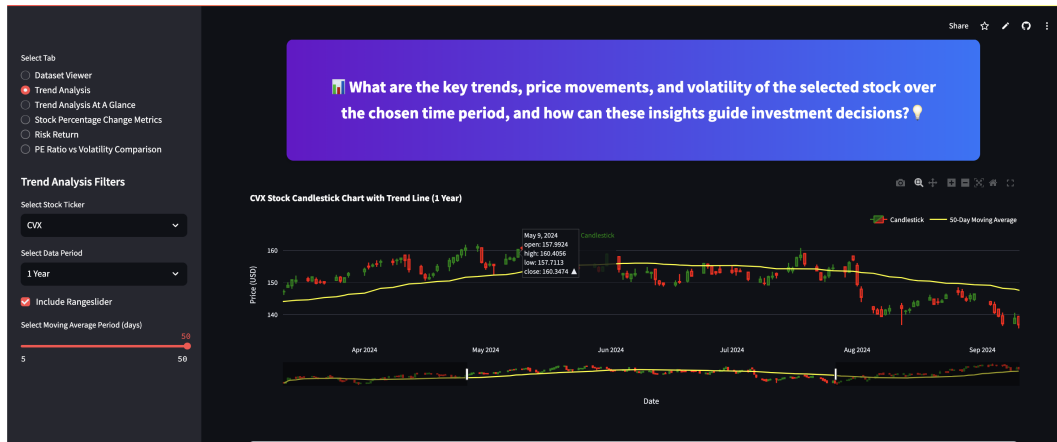 Share
Select Tab
Dataset Viewer
Trend Analysis
Trend Analysis At A Glance
Stock Percentage Change Metrics
Risk Return
PE Ratio vs Volatility Comparison
Trend Analysis Filters
Select Stock Ticker
CVX
Select Data Period
1 Year
Include Rangeslider
Select Moving Average Period (days)
50
5 50
📊 What are the key trends, price movements, and volatility of the selected stock over
the chosen time period, and how can these insights guide investment decisions?💡
CVX Stock Candlestick Chart with Trend Line (1 Year)
Candlestick 50-Day Moving Average
May 9, 2024 Candlestick
open: 157.9924
high: 160.4056
low: 157.7113
close: 160.3474 ▲
Price (USD)
160
150
140
Apr 2024 May 2024 Jun 2024 Jul 2024 Aug 2024 Sep 2024
Date